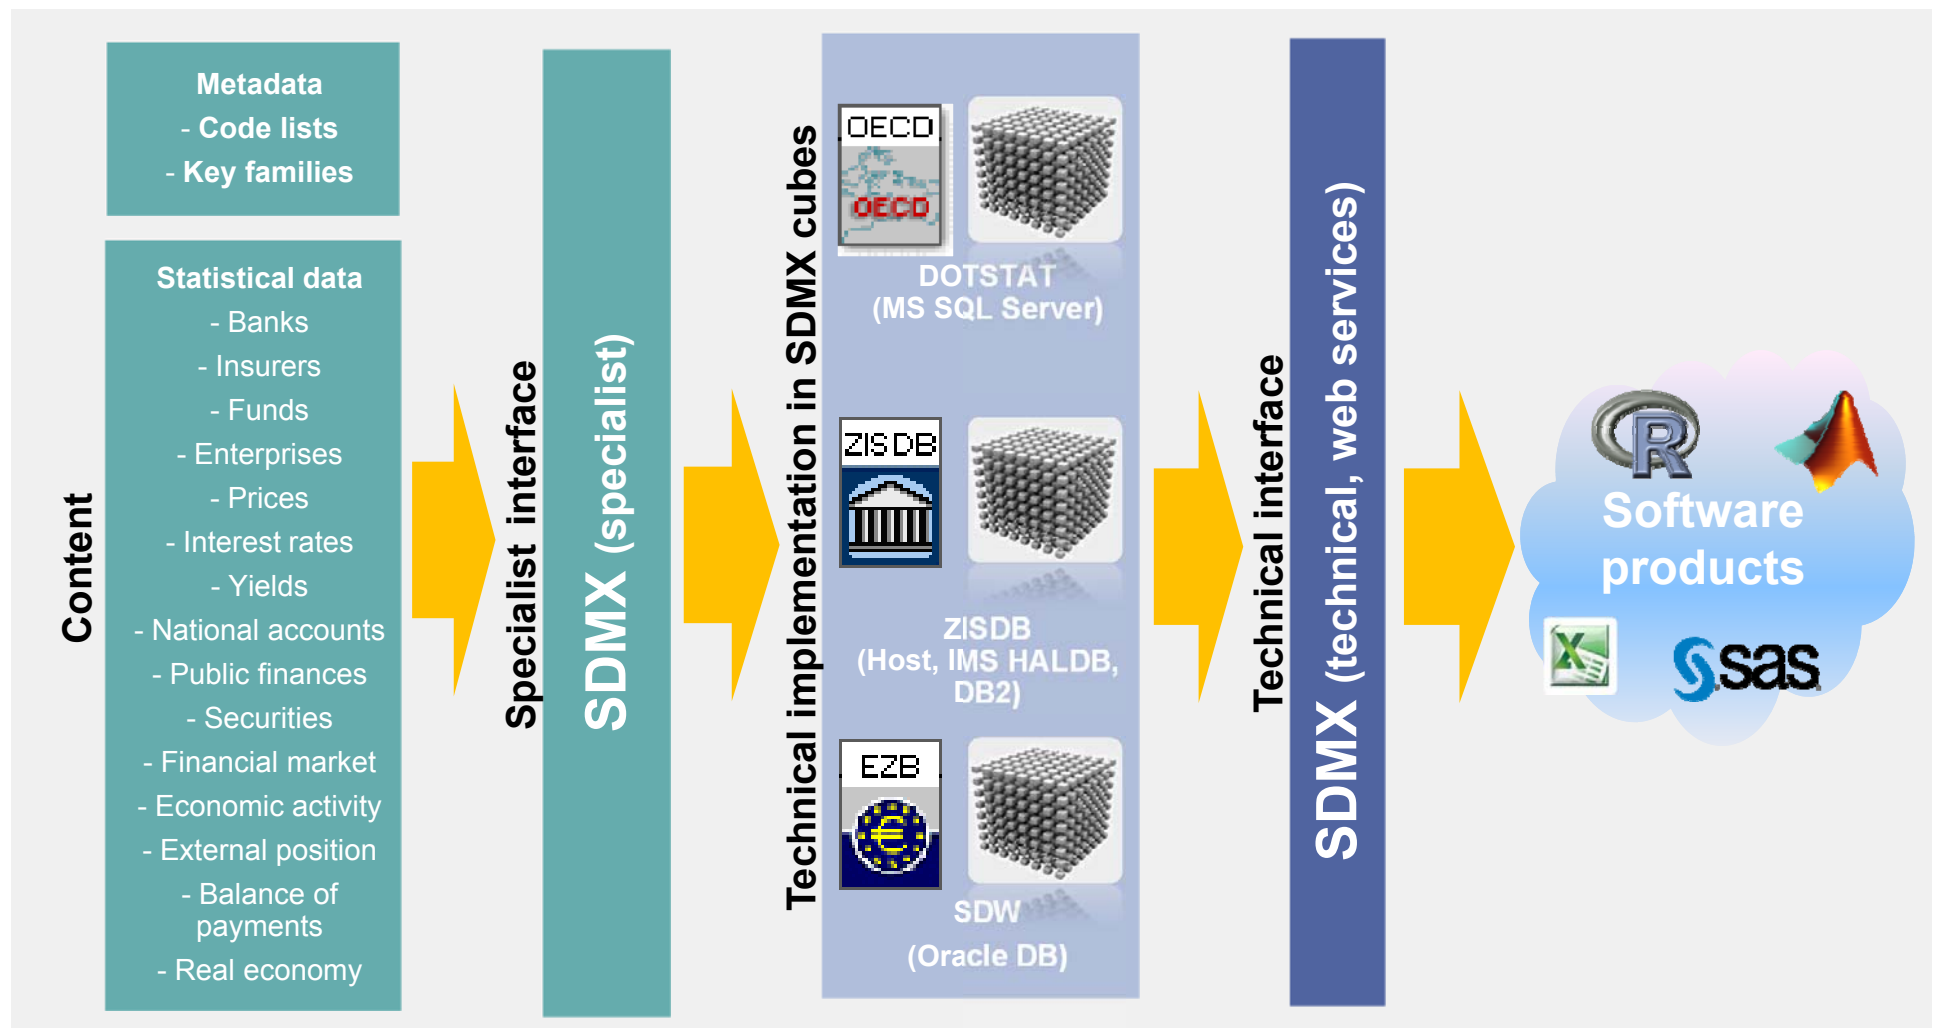 Content
Metadata
- Code lists
- Key families
Statistical data
- Banks
- Insurers
- Funds
- Enterprises
- Prices
- Interest rates
- Yields
- National accounts
- Public finances
- Securities
- Financial market
- Economic activity
- External position
- Balance of
payments
- Real economy
Specialist interface
SDMX (specialist)
Technical implementation in SDMX cubes
OECD
OECD
DOTSTAT
(MS SQL Server)
ZIS DB
ZISDB
(Host, IMS HALDB,
DB2)
EZB
€
SDW
(Oracle DB)
Technical interface
SDMX (technical, web services)
R
Software
products
X
sas